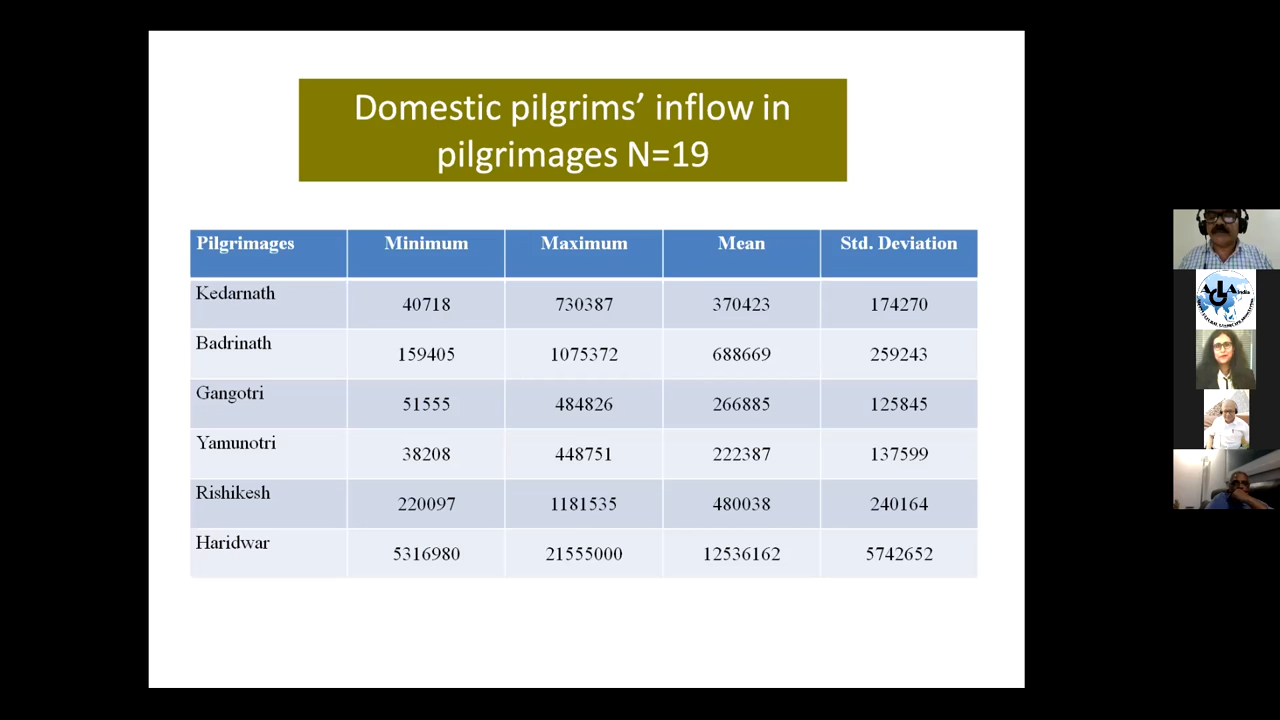 Domestic pilgrims’ inflow in
pilgrimages N=19
Pilgrimages Minimum Maximum Mean Std. Deviation
Kedarnath 40718 730387 370423 174270
Badrinath 159405 1075372 688669 259243
Gangotri 51555 484826 266885 125845
Yamunotri 38208 448751 222387 137599
Rishikesh 220097 1181535 480038 240164
Haridwar 5316980 21555000 12536162 5742652
India